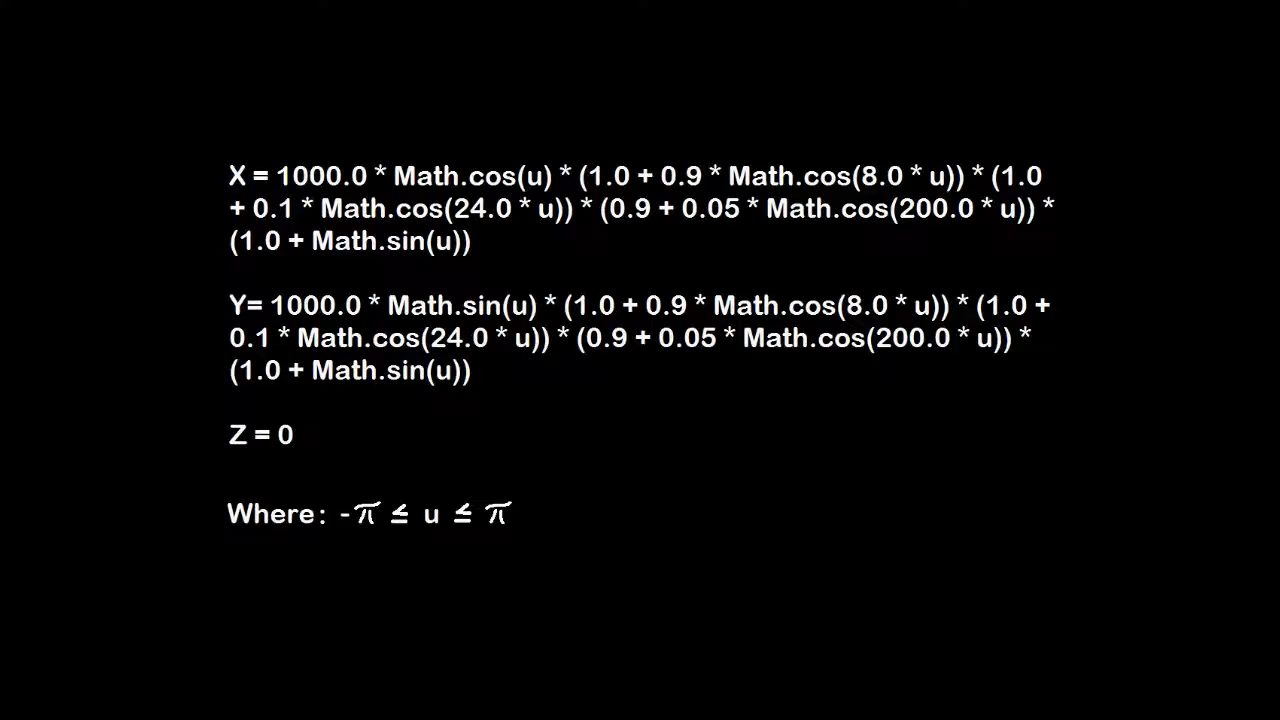 X = 1000.0 * Math.cos(u) * (1.0 + 0.9 * Math.cos(8.0 * u)) * (1.0
+ 0.1 * Math.cos(24.0 * u)) * (0.9 + 0.05 * Math.cos(200.0 * u)) *
(1.0 + Math.sin(u))
Y= 1000.0 * Math.sin(u) * (1.0 + 0.9 * Math.cos(8.0 * u)) * (1.0 +
0.1 * Math.cos(24.0 * u)) * (0.9 + 0.05 * Math.cos(200.0 * u)) *
(1.0 + Math.sin(u))
Z = 0
Where: -π ≤ u ≤ π